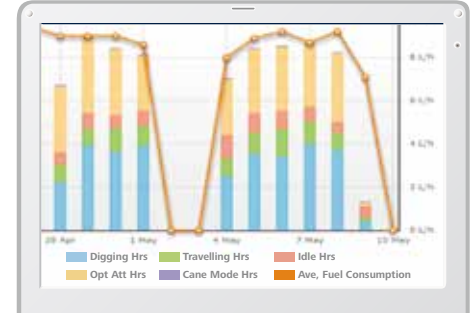 8 L/h
6 L/h
4 L/h
2 L/h
0 L/h
28 Apr
1 May
4 May
7 May
10 May
Digging Hrs
Travelling Hrs
Idle Hrs
Opt Att Hrs
Cane Mode Hrs
Ave, Fuel Consumption